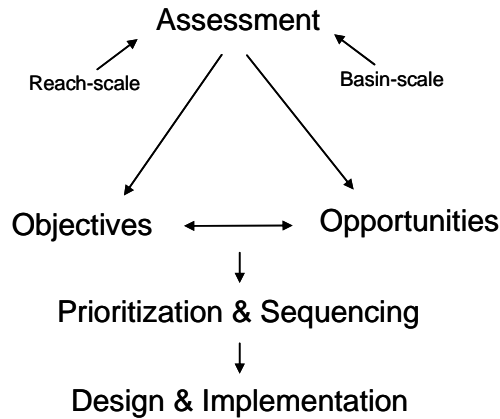 Assessment
Reach-scale
Basin-scale
Objectives
Opportunities
Prioritization & Sequencing
Design & Implementation